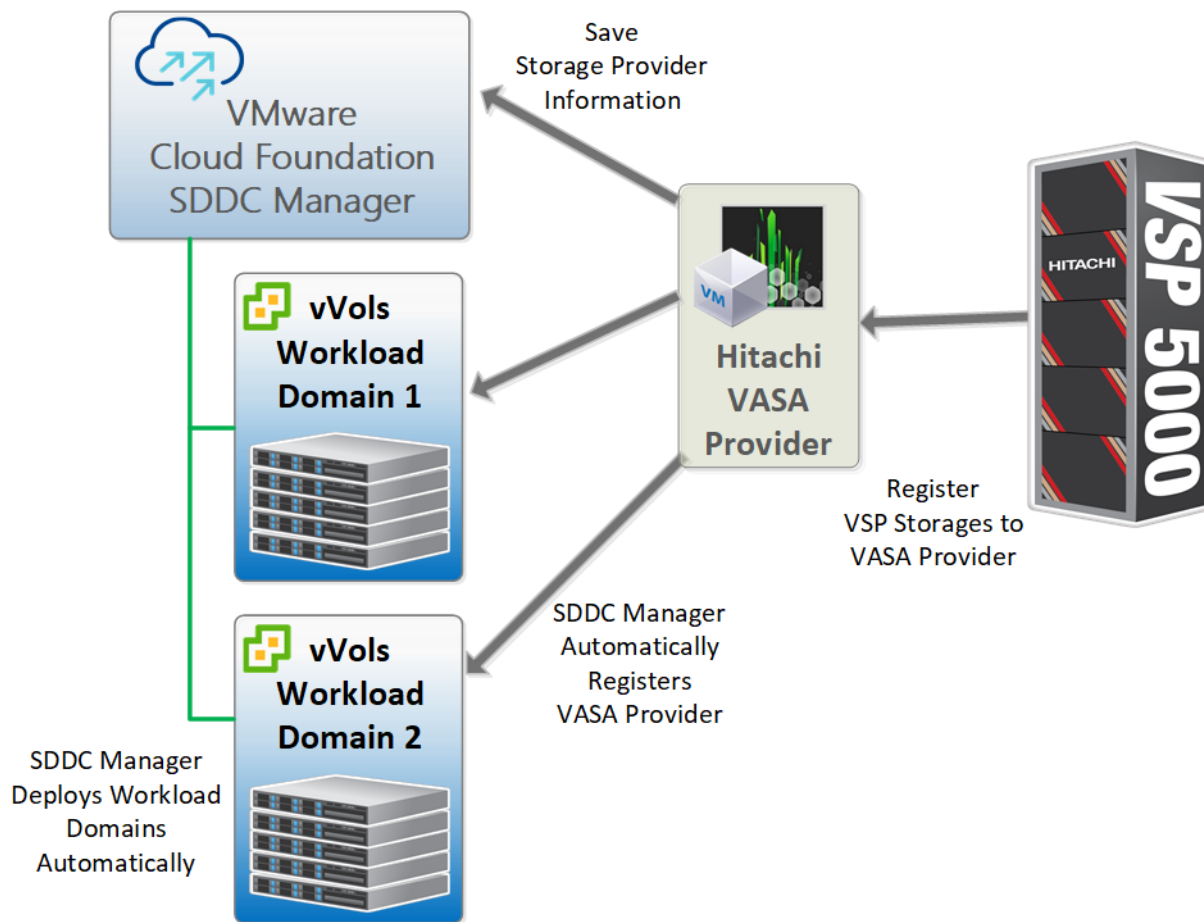 VMware
Cloud Foundation
SDDC Manager
Save
Storage Provider
Information
vVols
Workload
Domain 1
VM
Hitachi
VASA
Provider
HITACHI
VSP 5000
Register
VSP Storages to
VASA Provider
SDDC Manager
Automatically
Registers
VASA Provider
vVols
Workload
Domain 2
SDDC Manager
Deploys Workload
Domains
Automatically